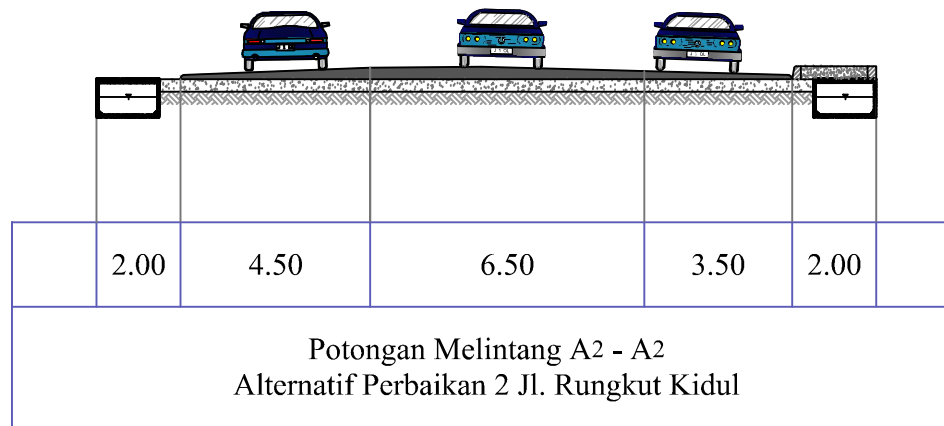 2.00 4.50 6.50 3.50 2.00
Potongan Melintang A2 - A2
Alternatif Perbaikan 2 Jl. Rungkut Kidul